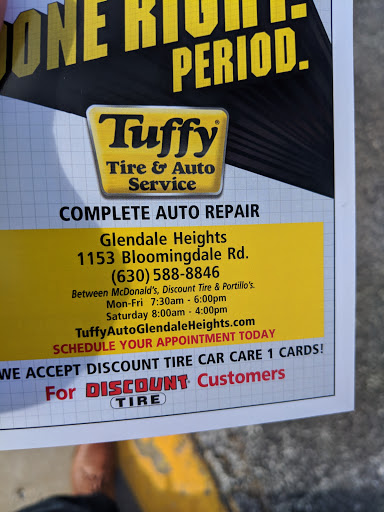 DONE RIGHT.
PERIOD.
Tuffy®
Tire & Auto
Service
COMPLETE AUTO REPAIR
Glendale Heights
1153 Bloomingdale Rd.
(630) 588-8846
Between McDonald's, Discount Tire & Portillo's.
Mon-Fri 7:30am - 6:00pm
Saturday 8:00am - 4:00pm
TuffyAutoGlendaleHeights.com
SCHEDULE YOUR APPOINTMENT TODAY
WE ACCEPT DISCOUNT TIRE CAR CARE 1 CARDS!
For DISCOUNT Customers
TIRE